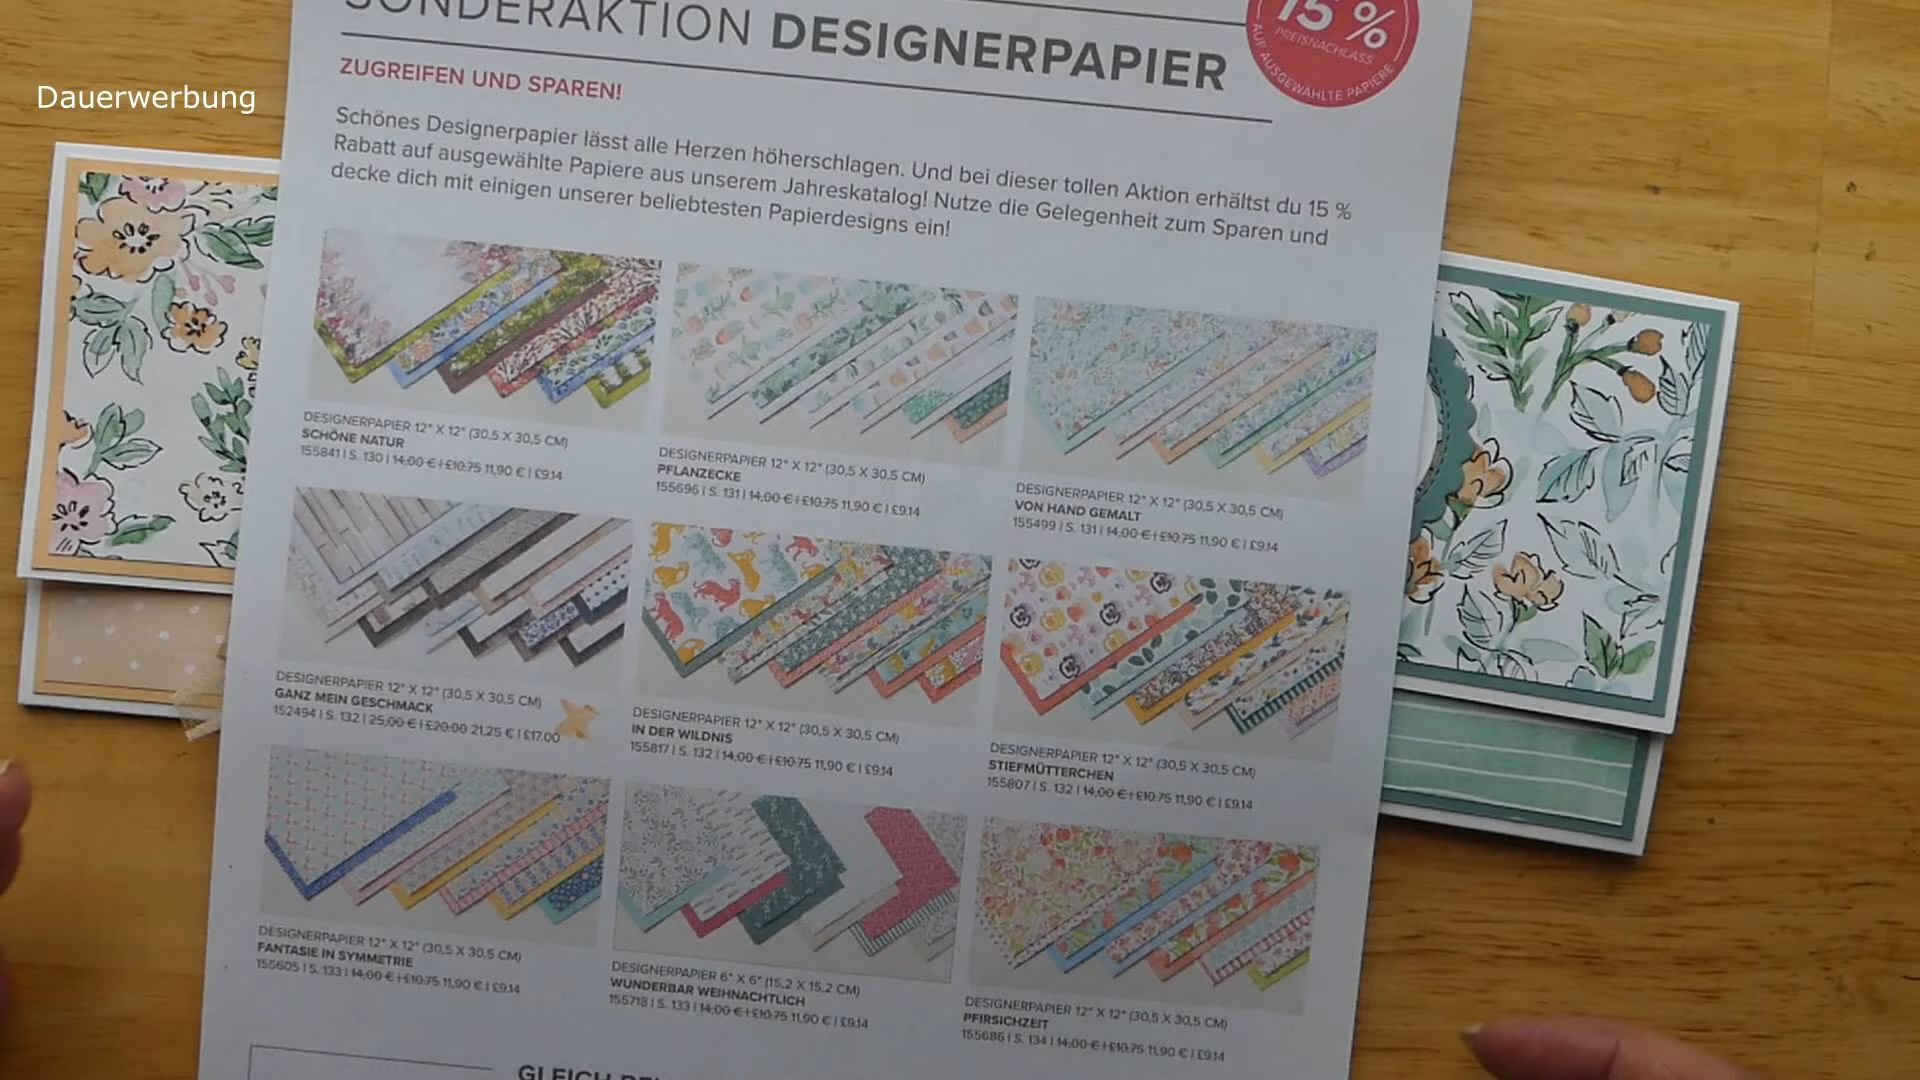 Dauerwerbung
SONDERAKTION DESIGNERPAPIER
15 %
PREISNACHLASS
AUF AUSGEWÄHLTE PAPIERE
ZUGREIFEN UND SPAREN!
Schönes Designerpapier lässt alle Herzen höherschlagen. Und bei dieser tollen Aktion erhältst du 15 %
Rabatt auf ausgewählte Papiere aus unserem Jahreskatalog! Nutze die Gelegenheit zum Sparen und
decke dich mit einigen unserer beliebtesten Papierdesigns ein!
DESIGNERPAPIER 12" X 12" (30,5 X 30,5 CM)
SCHÖNE NATUR
155841 | S. 130 | 14,00 € | £10.75 11,90 € | £9.14
DESIGNERPAPIER 12" X 12" (30,5 X 30,5 CM)
PFLANZECKE
155696 | S. 131 | 14,00 € | £10.75 11,90 € | £9.14
DESIGNERPAPIER 12" X 12" (30,5 X 30,5 CM)
VON HAND GEMALT
155499 | S. 131 | 14,00 € | £10.75 11,90 € | £9.14
DESIGNERPAPIER 12" X 12" (30,5 X 30,5 CM)
GANZ MEIN GESCHMACK
152494 | S. 132 | 25,00 € | £20.00 21,25 € | £17.00
DESIGNERPAPIER 12" X 12" (30,5 X 30,5 CM)
IN DER WILDNIS
155817 | S. 132 | 14,00 € | £10.75 11,90 € | £9.14
DESIGNERPAPIER 12" X 12" (30,5 X 30,5 CM)
STIEFMÜTTERCHEN
155807 | S. 132 | 14,00 € | £10.75 11,90 € | £9.14
DESIGNERPAPIER 12" X 12" (30,5 X 30,5 CM)
FANTASIE IN SYMMETRIE
155605 | S. 133 | 14,00 € | £10.75 11,90 € | £9.14
DESIGNERPAPIER 6" X 6" (15,2 X 15,2 CM)
WUNDERBAR WEIHNACHTLICH
155718 | S. 133 | 14,00 € | £10.75 11,90 € | £9.14
DESIGNERPAPIER 12" X 12" (30,5 X 30,5 CM)
PFIRSICHZEIT
155686 | S. 134 | 14,00 € | £10.75 11,90 € | £9.14
GLEICH